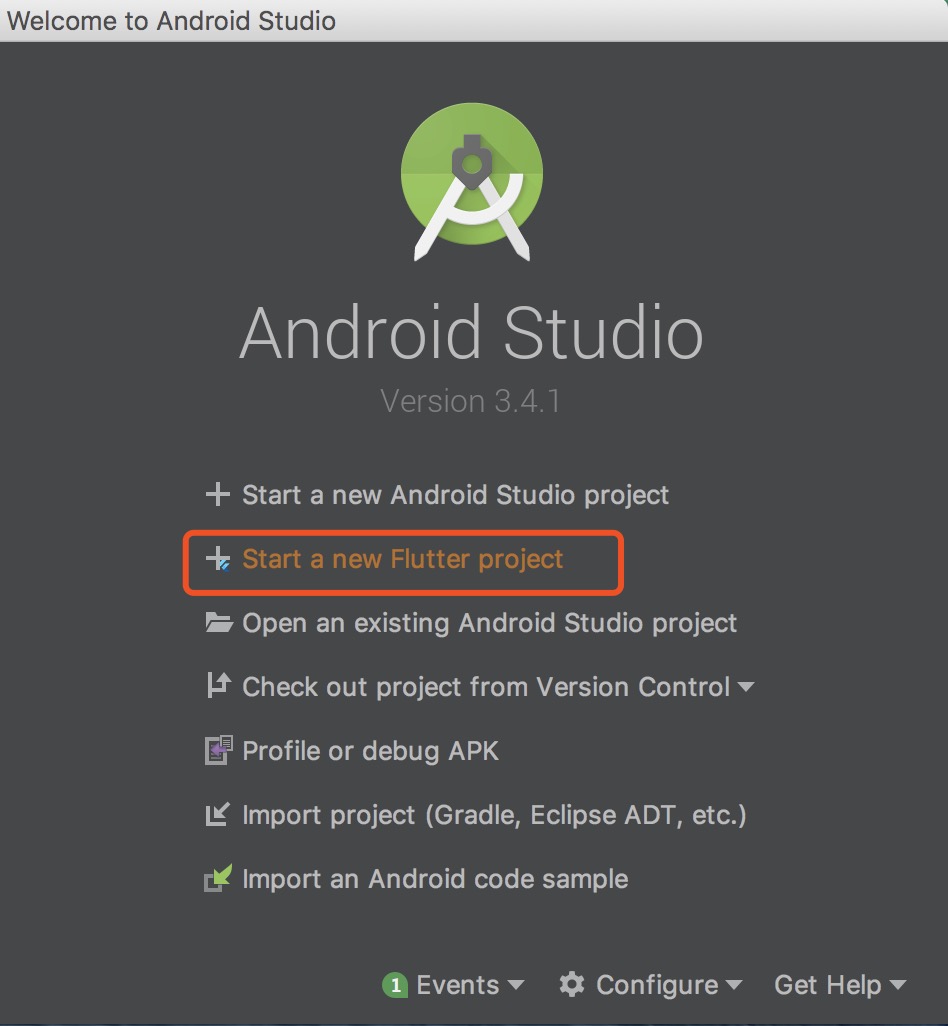 Welcome to Android Studio
Android Studio
Version 3.4.1
Start a new Android Studio project
Start a new Flutter project
Open an existing Android Studio project
Check out project from Version Control
Profile or debug APK
Import project (Gradle, Eclipse ADT, etc.)
Import an Android code sample
1 Events Configure Get Help